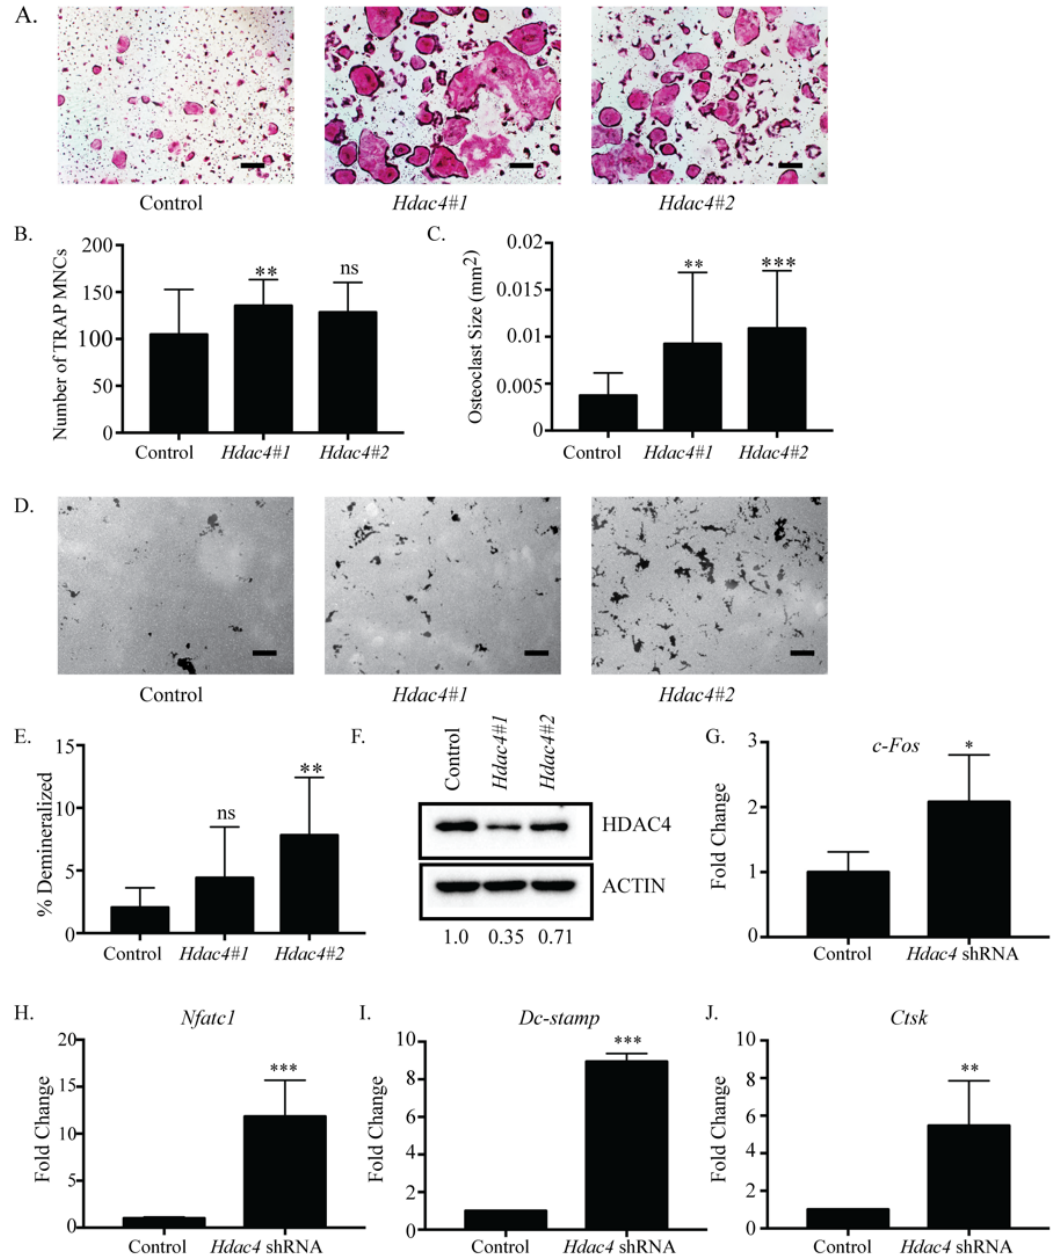 A.
Control Hdac4#1 Hdac4#2
B.
Number of TRAP MNCs
200
150
100
50
0
** ns
Control Hdac4#1 Hdac4#2
C.
Osteoclast Size (mm2)
0.02
0.015
0.01
0.005
0
** ***
Control Hdac4#1 Hdac4#2
D.
Control Hdac4#1 Hdac4#2
E.
% Demineralized
15
10
5
0
ns **
Control Hdac4#1 Hdac4#2
F.
Control Hdac4#1 Hdac4#2
HDAC4
ACTIN
1.0 0.35 0.71
G.
c-Fos
Fold Change
3
2
1
0
*
Control Hdac4 shRNA
H.
Nfatc1
Fold Change
20
15
10
5
0
***
Control Hdac4 shRNA
I.
Dc-stamp
Fold Change
10
8
6
4
2
0
***
Control Hdac4 shRNA
J.
Ctsk
Fold Change
10
8
6
4
2
0
**
Control Hdac4 shRNA